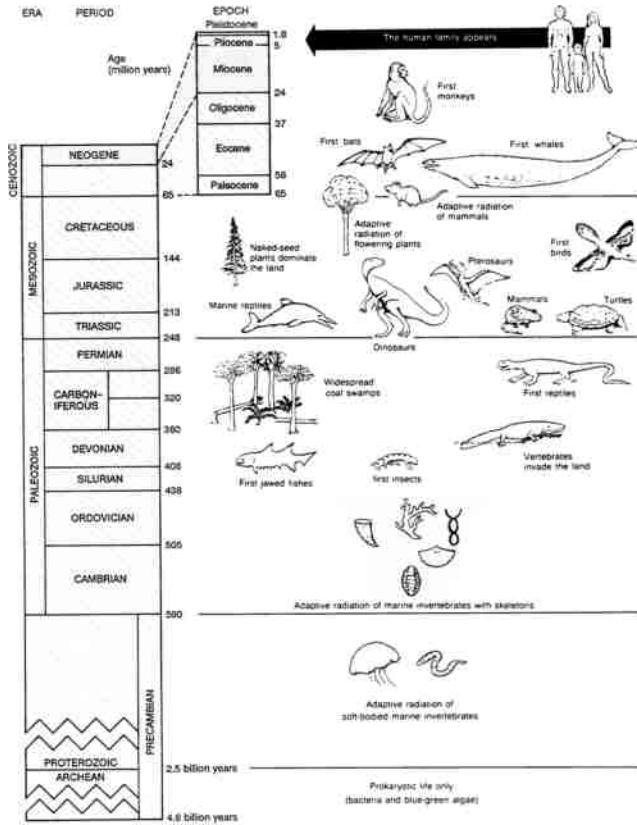 ERA PERIOD EPOCH
Pleistocene
1.8
Pliocene
5
Age
(million years)
The human family appears
Miocene
24
Oligocene
37
Eocene
58
Paleocene
65
First
monkeys
First bats
First whales
CENOZOIC
NEOGENE
24
65
Adaptive
radiation of
flowering plants
Adaptive radiation
of mammals
MESOZOIC
CRETACEOUS
144
Naked-seed
plants dominate
the land
Pterosaurs
First
birds
JURASSIC
213
Marine reptiles
Mammals
Turtles
TRIASSIC
248
Dinosaurs
PALEOZOIC
PERMIAN
286
Widespread
coal swamps
First reptiles
CARBON-
IFEROUS
320
360
DEVONIAN
408
First jawed fishes
first insects
Vertebrates
invade the land
SILURIAN
438
ORDOVICIAN
505
CAMBRIAN
590
Adaptive radiation of marine invertebrates with skeletons
PRECAMBRIAN
Adaptive radiation of
soft-bodied marine invertebrates
PROTEROZOIC
2.5 billion years
ARCHEAN
Prokaryotic life only
(bacteria and blue-green algae)
4.6 billion years